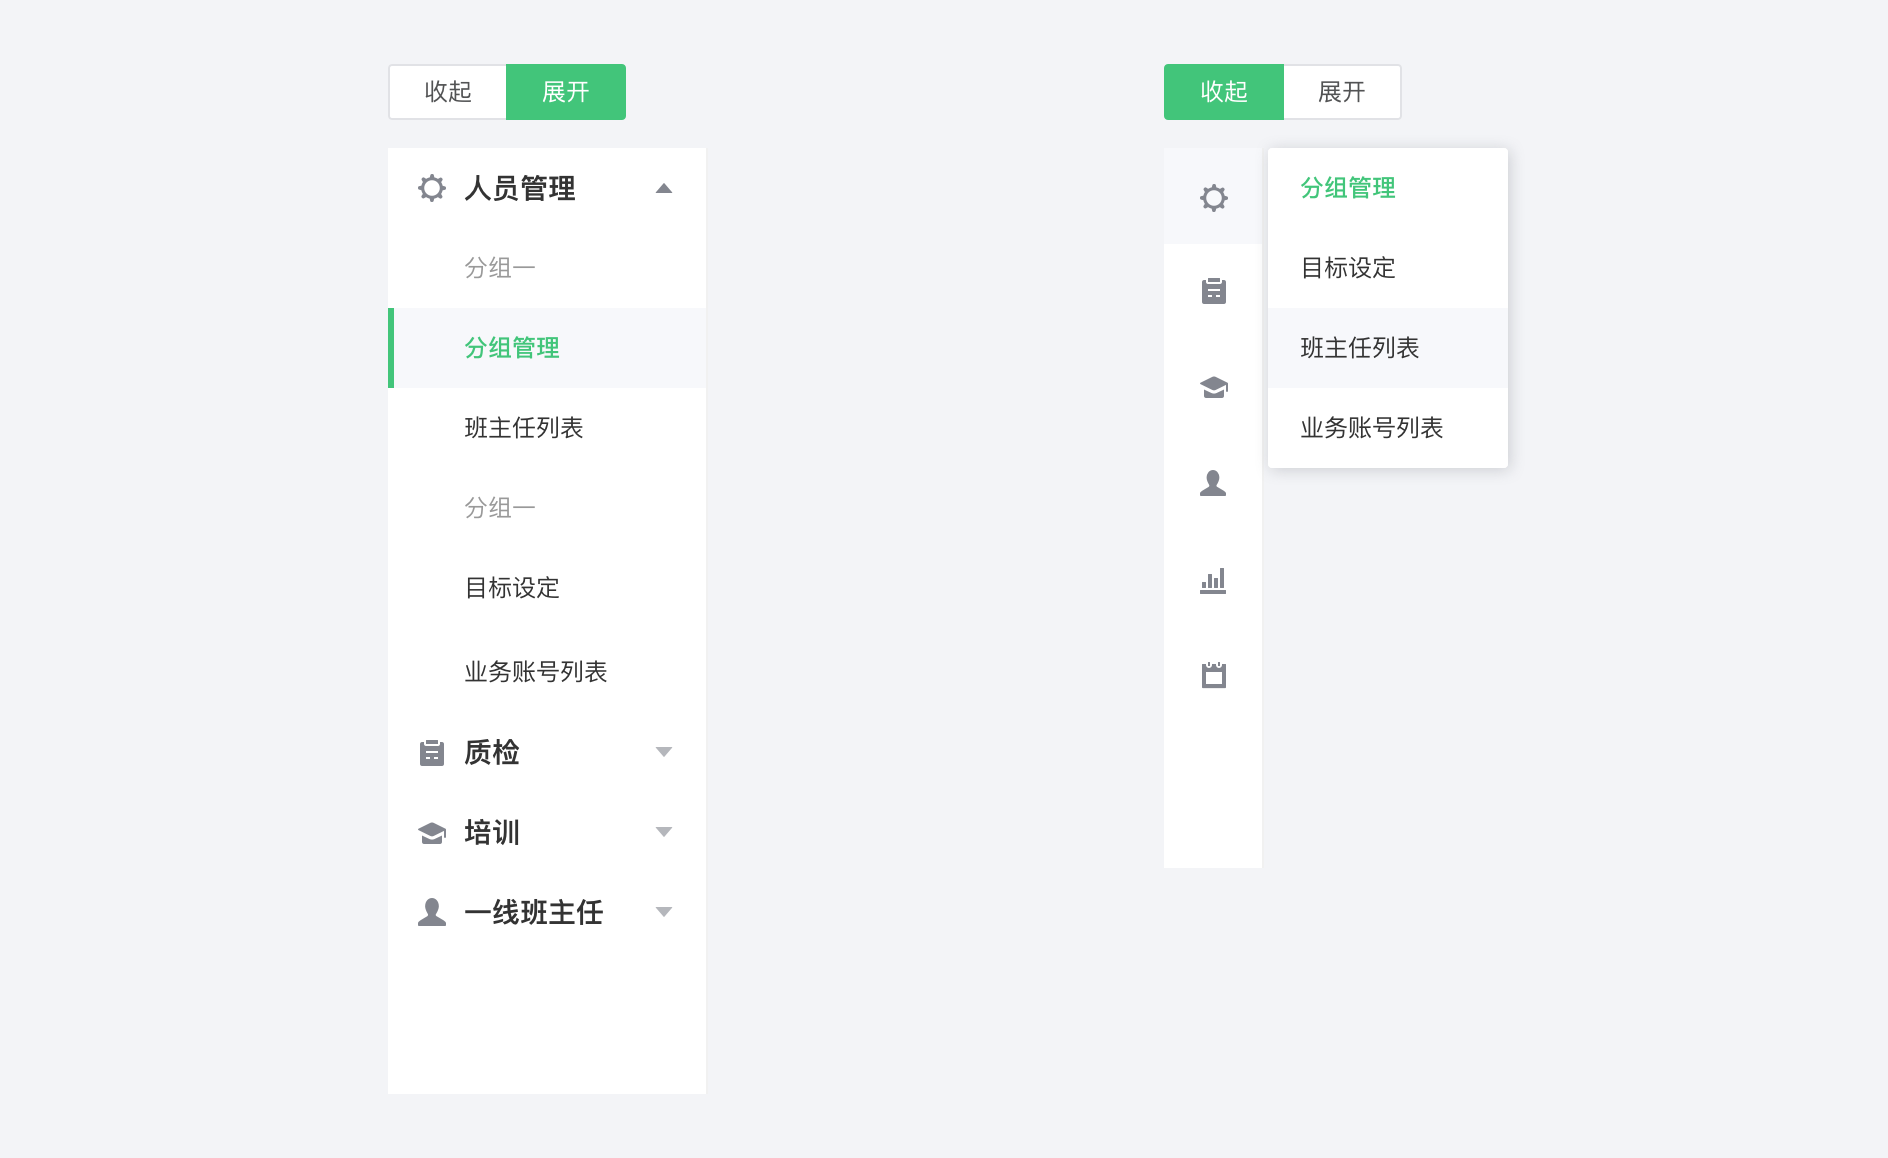 收起 展开
人员管理
分组一
分组管理
班主任列表
分组一
目标设定
业务账号列表
质检
培训
一线班主任
收起 展开
分组管理
目标设定
班主任列表
业务账号列表